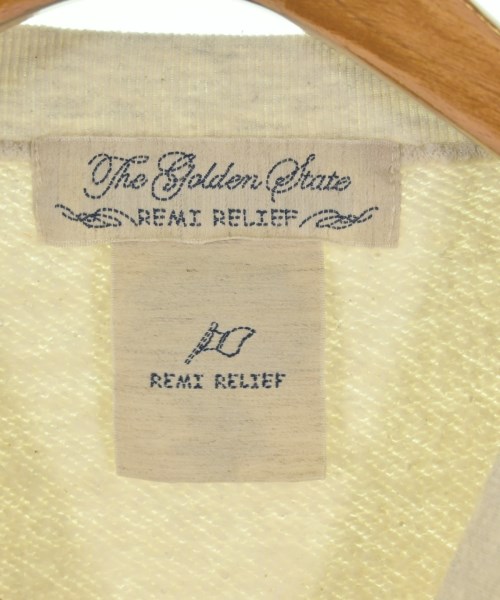 The Golden State
REMI RELIEF
REMI RELIEF